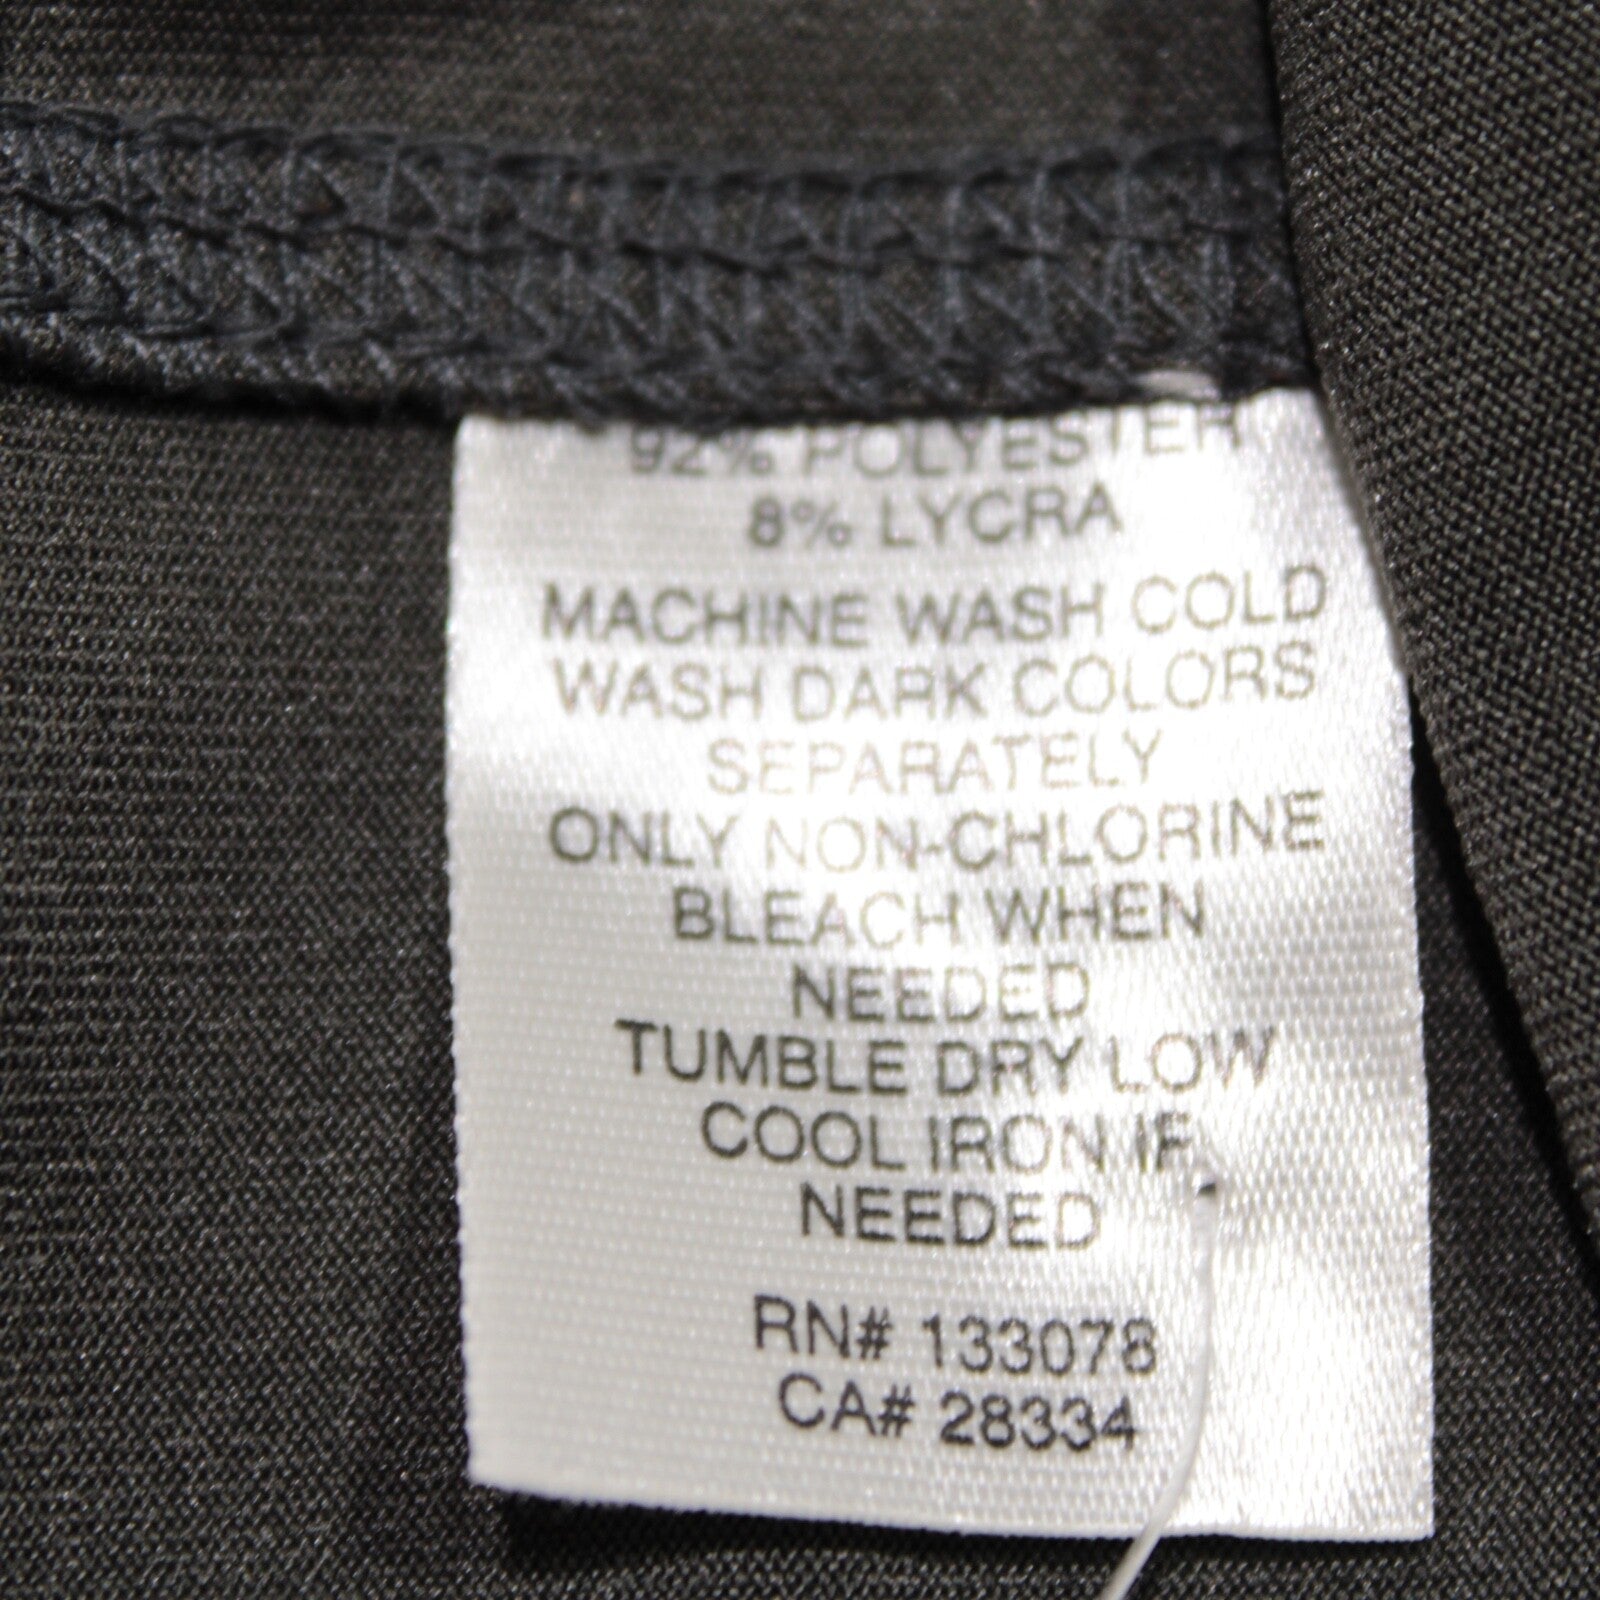 92% POLYESTER
8% LYCRA
MACHINE WASH COLD
WASH DARK COLORS
SEPARATELY
ONLY NON-CHLORINE
BLEACH WHEN
NEEDED
TUMBLE DRY LOW
COOL IRON IF
NEEDED
RN# 133078
CA# 28334